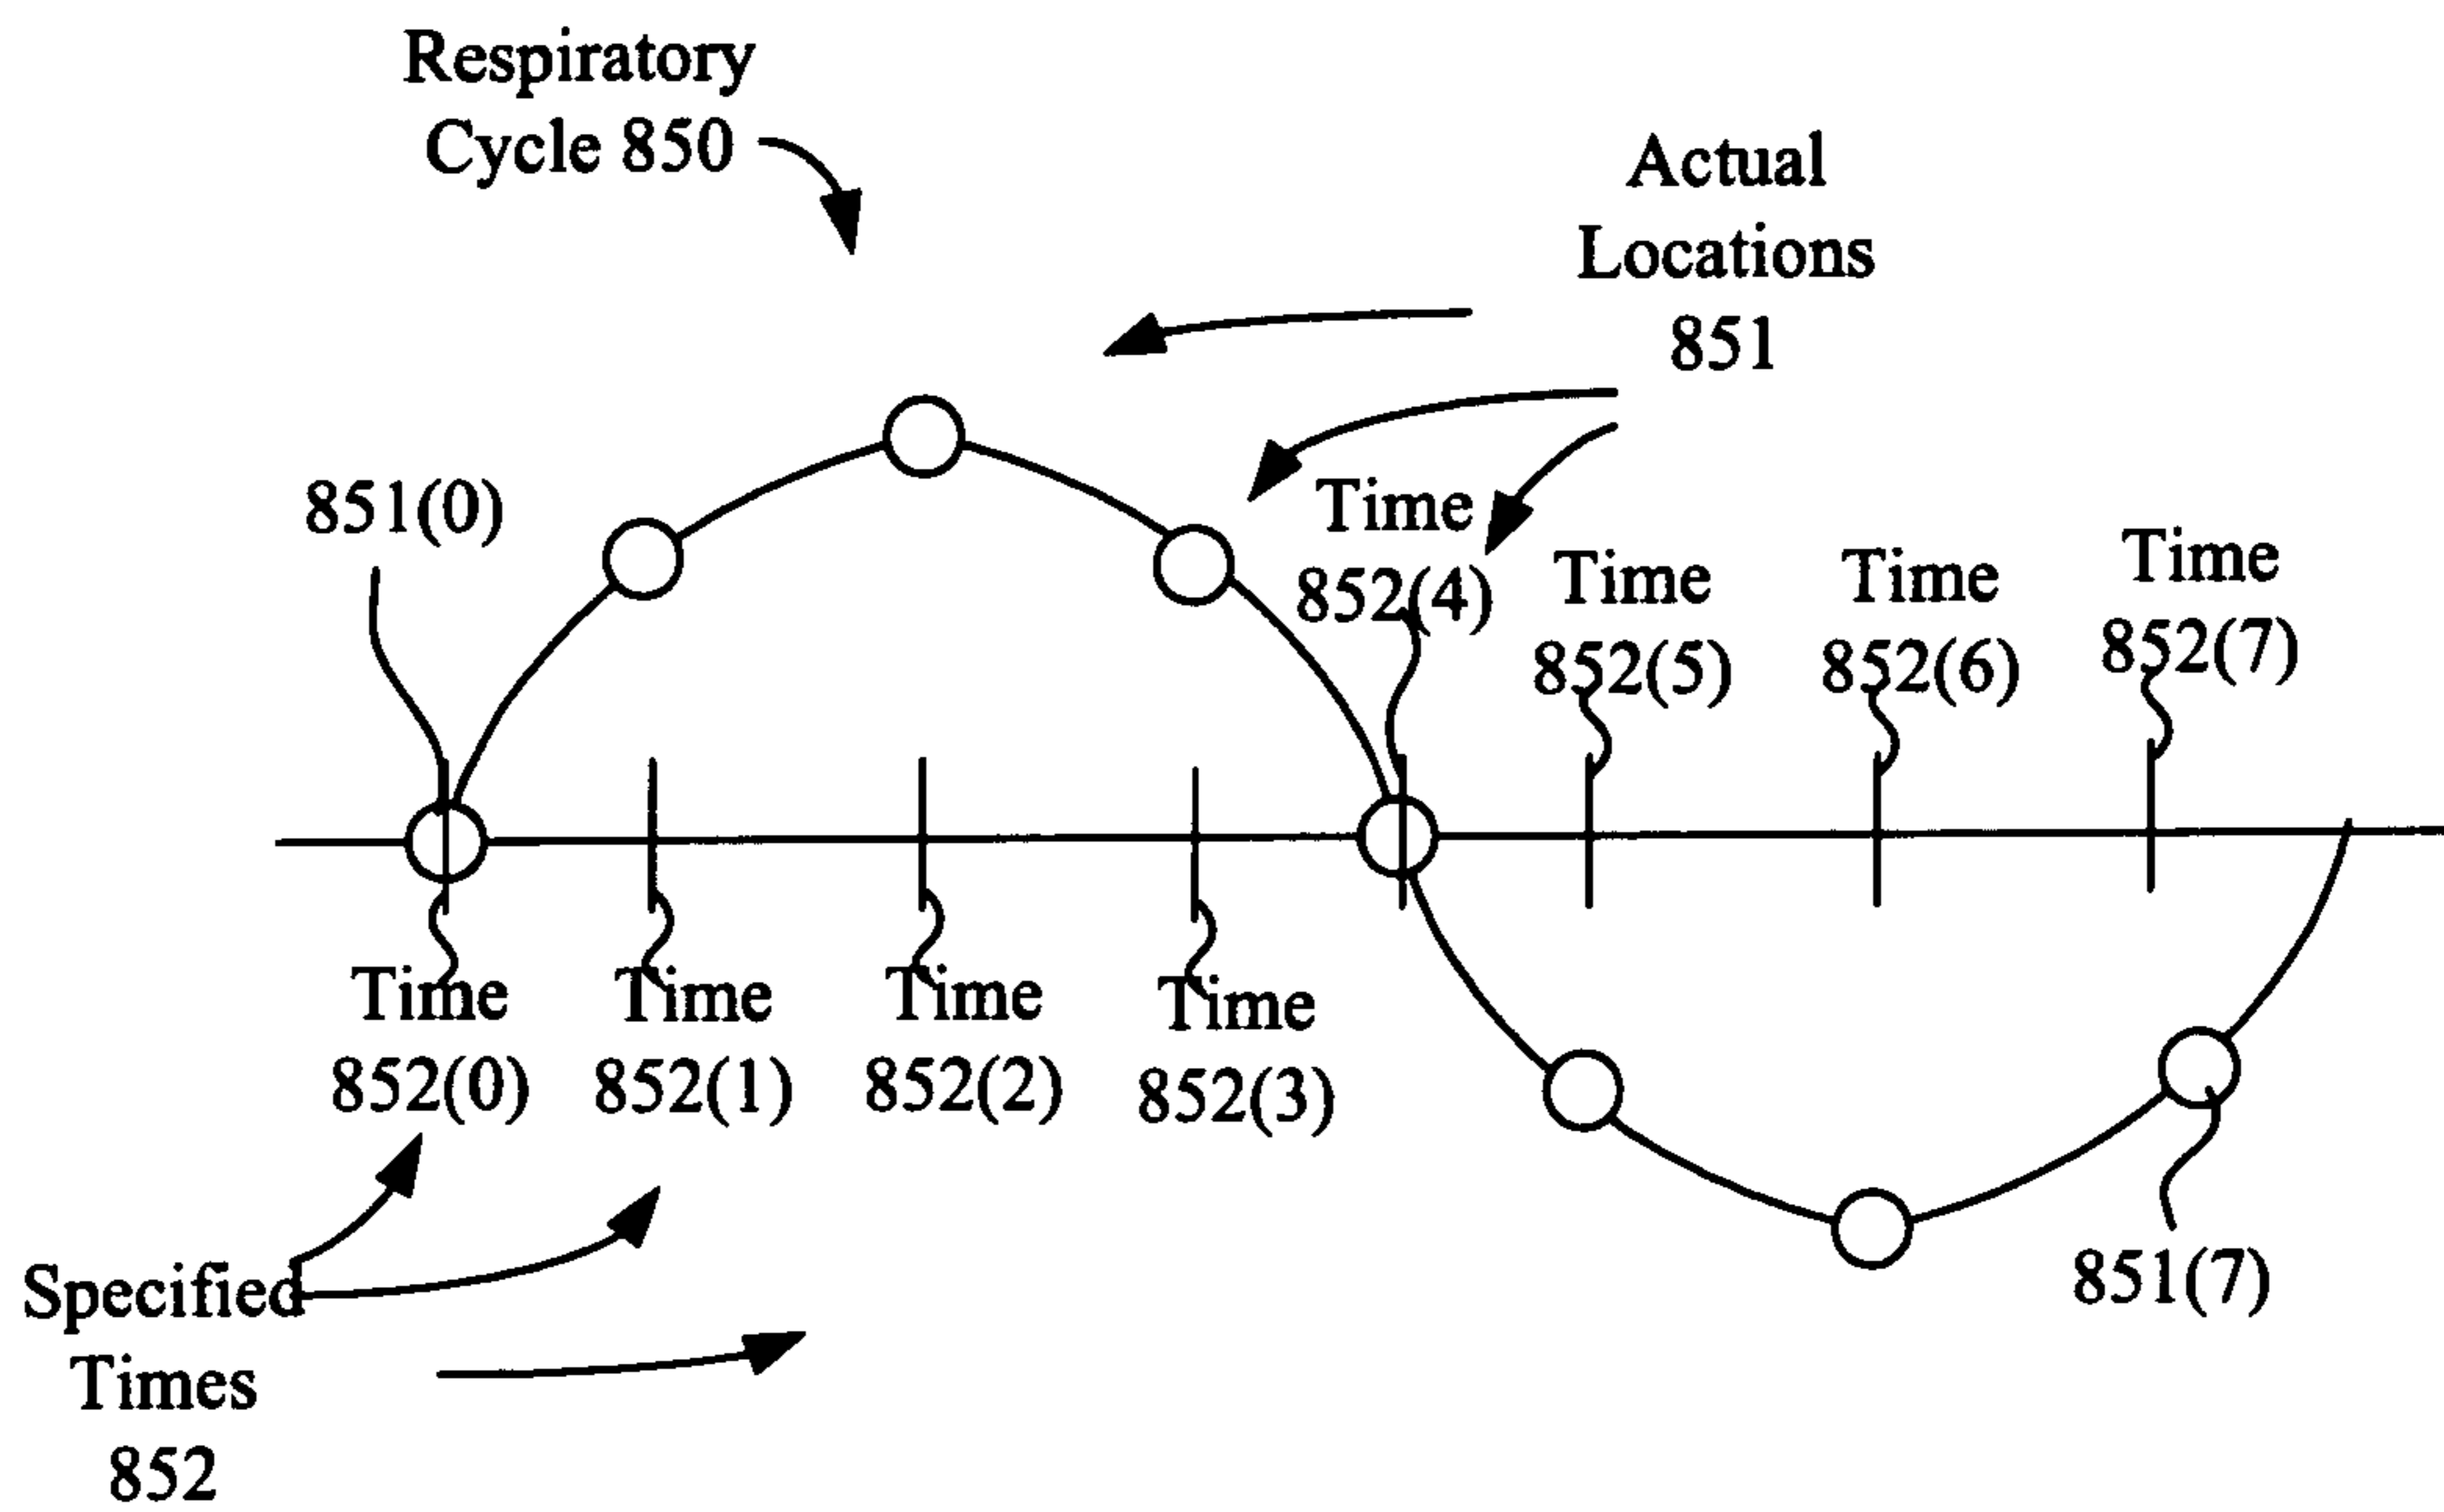 Respiratory
Cycle 850
Actual
Locations
851
851(0)
Time
852(4)
Time
852(5)
Time
852(6)
Time
852(7)
Time
852(0)
Time
852(1)
Time
852(2)
Time
852(3)
Specified
Times
852
851(7)